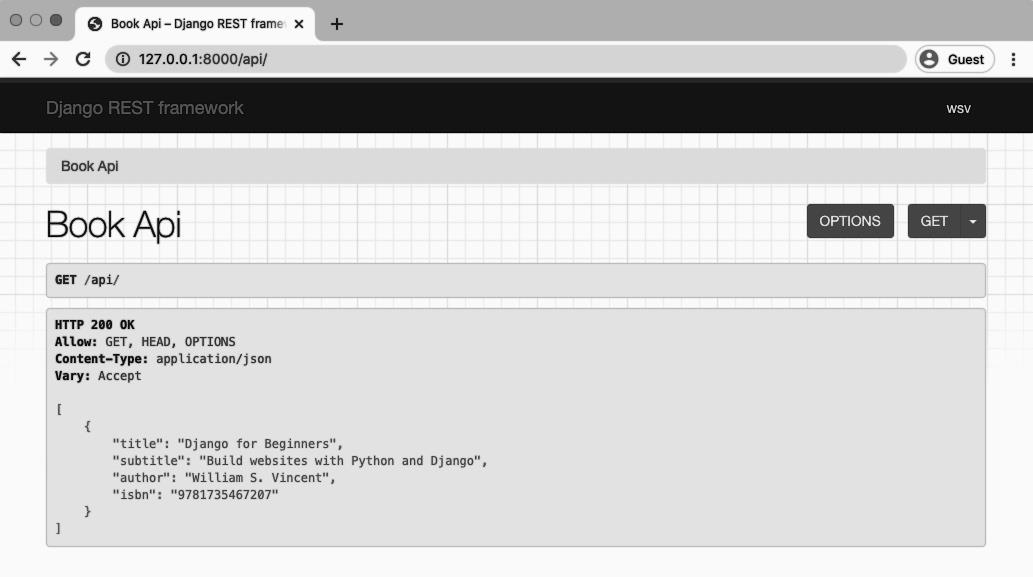 Book Api – Django REST frame
127.0.0.1:8000/api/
Guest
Django REST framework
wsv
Book Api
Book Api
OPTIONS
GET
GET /api/
HTTP 200 OK
Allow: GET, HEAD, OPTIONS
Content-Type: application/json
Vary: Accept
[
{
"title": "Django for Beginners",
"subtitle": "Build websites with Python and Django",
"author": "William S. Vincent",
"isbn": "9781735467207"
}
]